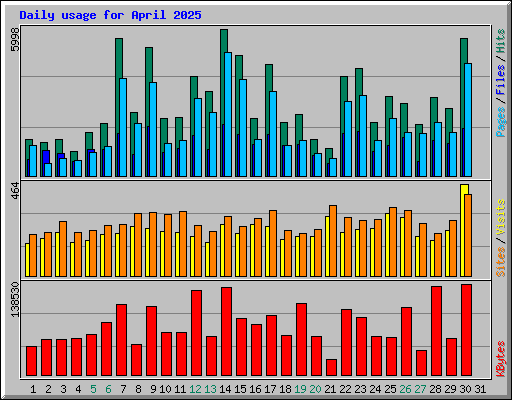 Daily usage for April 2025
5998
Pages / Files / Hits
464
Sites / Visits
138530
KBytes
1 2 3 4 5 6 7 8 9 10 11 12 13 14 15 16 17 18 19 20 21 22 23 24 25 26 27 28 29 30 31